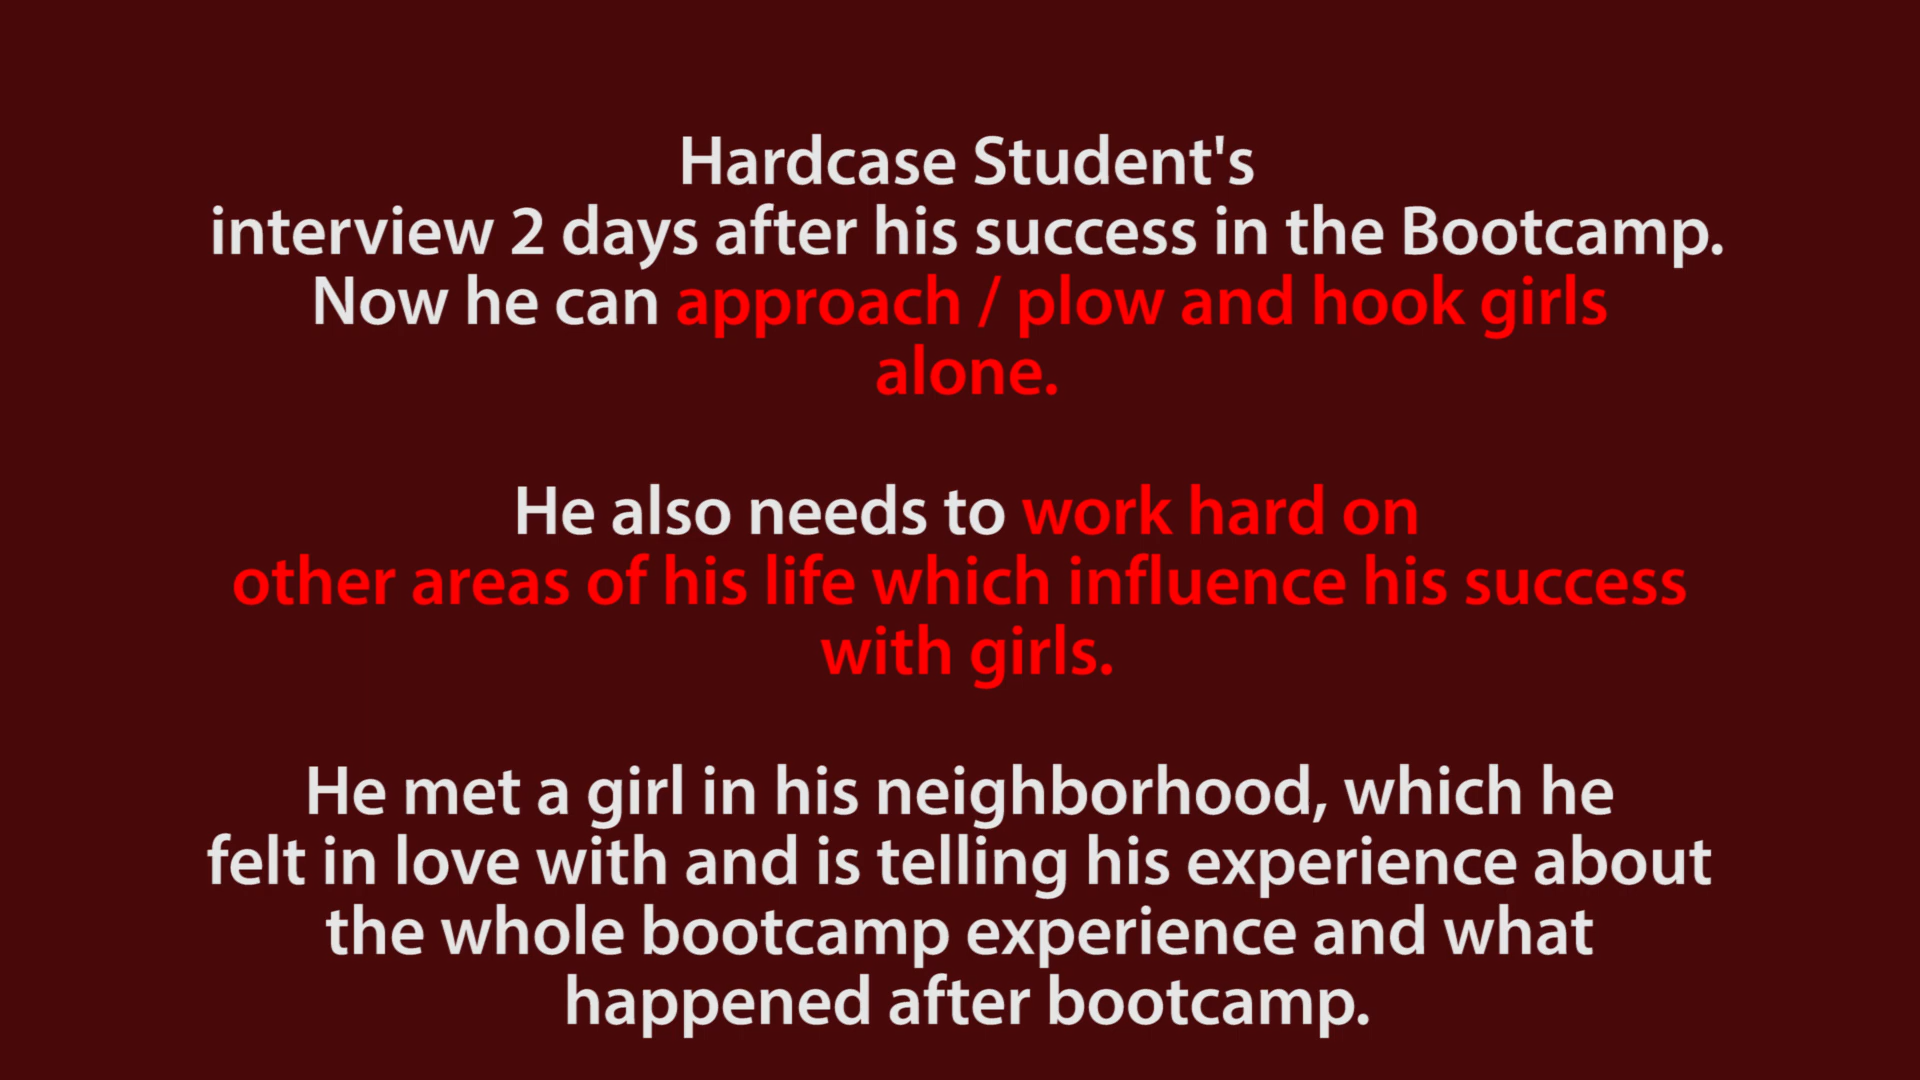 Hardcase Student's
interview 2 days after his success in the Bootcamp.
Now he can approach / plow and hook girls
alone.
He also needs to work hard on
other areas of his life which influence his success
with girls.
He met a girl in his neighborhood, which he
felt in love with and is telling his experience about
the whole bootcamp experience and what
happened after bootcamp.